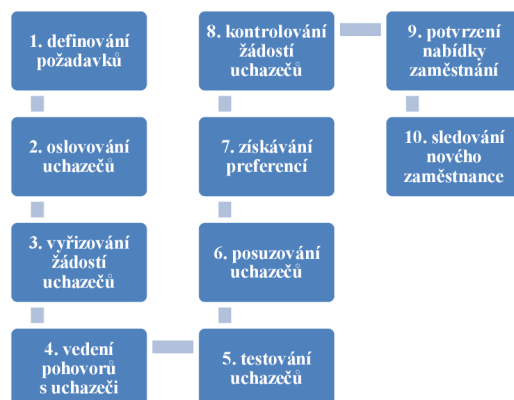 1. definování
požadavků
2. oslovování
uchazečů
3. vyřizování
žádostí
uchazečů
4. vedení
pohovorů
s uchazeči
5. testování
uchazečů
6. posuzování
uchazečů
7. získávání
preferencí
8. kontrolování
žádostí
uchazečů
9. potvrzení
nabídky
zaměstnání
10. sledování
nového
zaměstnance